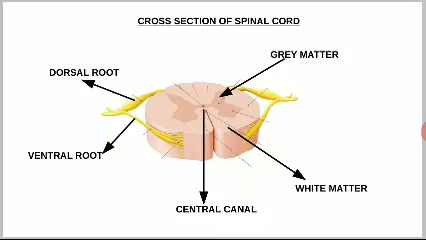 CROSS SECTION OF SPINAL CORD
GREY MATTER
DORSAL ROOT
VENTRAL ROOT
WHITE MATTER
CENTRAL CANAL